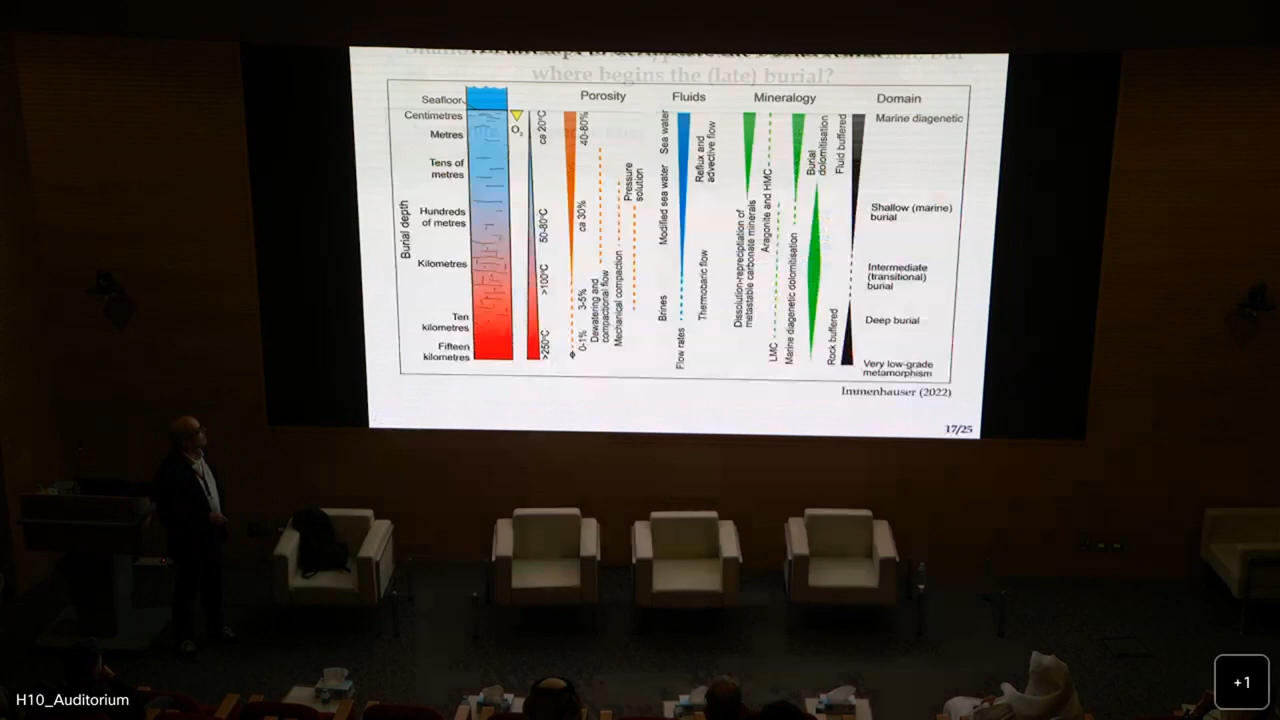 where begins the (late) burial?
Porosity
Fluids
Mineralogy
Domain
Burial depth
Seafloor
Centimetres
Metres
Tens of
metres
Hundreds
of metres
Kilometres
Ten
kilometres
Fifteen
kilometres
O₂
ca 20°C
50-80°C
>100°C
>250°C
40-80%
ca 30%
3-5%
0-1%
Φ
Dewatering and
compactional flow
Mechanical compaction
Pressure
solution
Sea water
Modified sea water
Brines
Flow rates
Reflux and
advective flow
Thermobaric flow
Dissolution-repreciptiation of
metastable carbonate minerals
Aragonite and HMC
LMC
Marine diagenetic dolomitisation
Burial
dolomitisation
Fluid buffered
Rock buffered
Marine diagenetic
Shallow (marine)
burial
Intermediate
(transitional)
burial
Deep burial
Very low-grade
metamorphism
Immenhauser (2022)
17/25
H10_Auditorium
+1